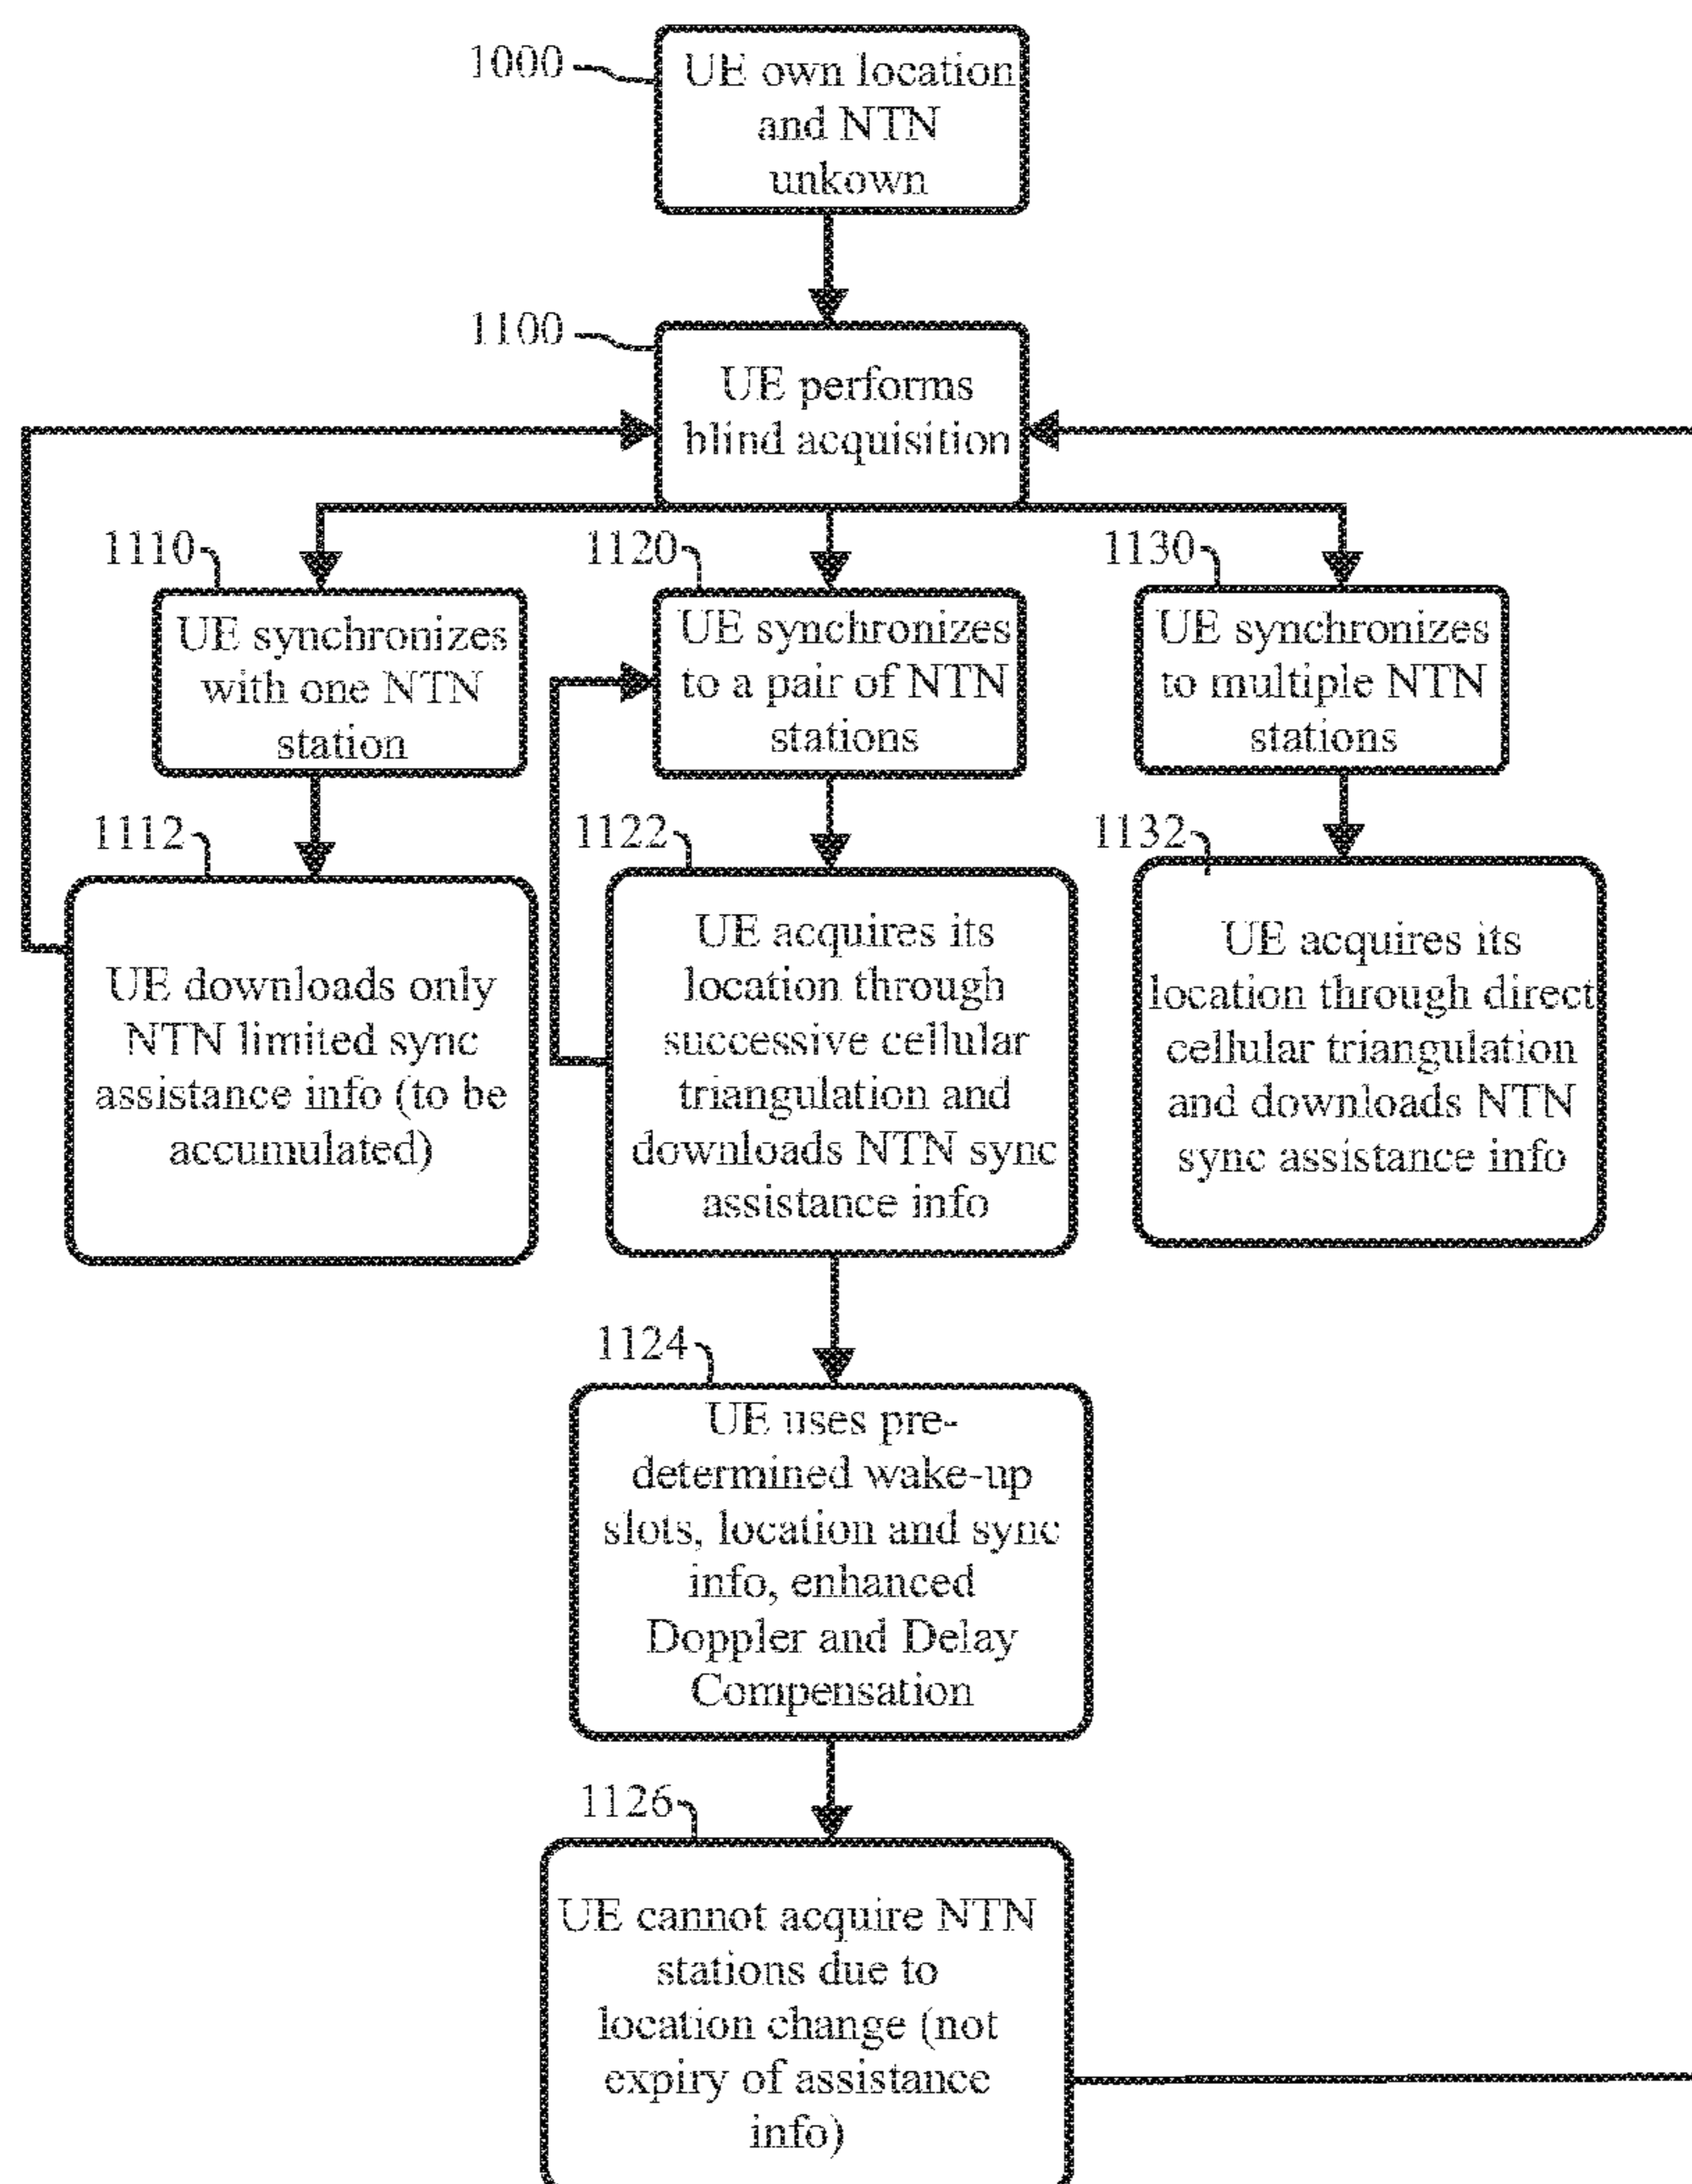 1000
UE own location
and NTN
unkown
1100
UE performs
blind acquisition
1110
UE synchronizes
with one NTN
station
1120
UE synchronizes
to a pair of NTN
stations
1130
UE synchronizes
to multiple NTN
stations
1112
UE downloads only
NTN limited sync
assistance info (to be
accumulated)
1122
UE acquires its
location through
successive cellular
triangulation and
downloads NTN sync
assistance info
1132
UE acquires its
location through direct
cellular triangulation
and downloads NTN
sync assistance info
1124
UE uses pre-
determined wake-up
slots, location and sync
info, enhanced
Doppler and Delay
Compensation
1126
UE cannot acquire NTN
stations due to
location change (not
expiry of assistance
info)